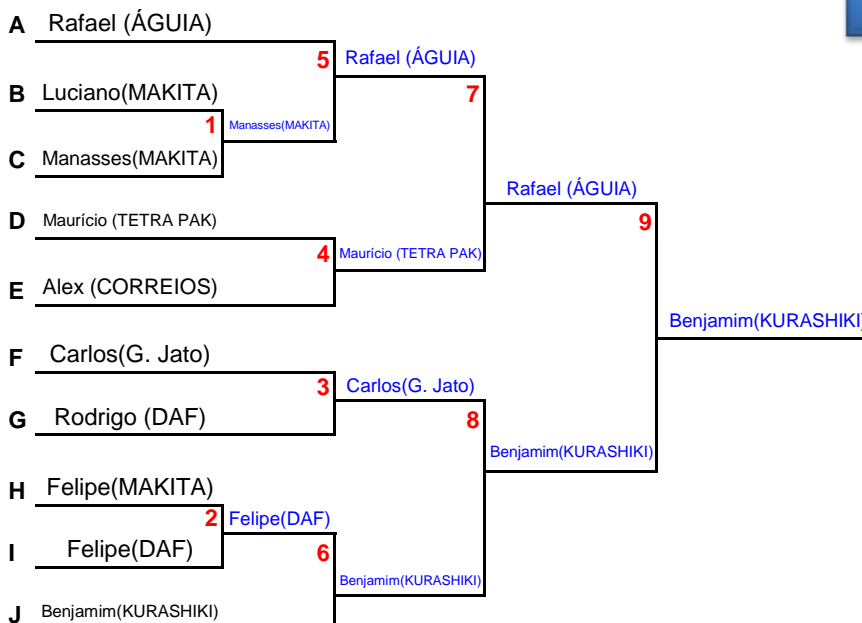 A Rafael (ÁGUIA)
5 Rafael (ÁGUIA)
B Luciano(MAKITA)
7
1 Manasses(MAKITA)
C Manasses(MAKITA)
Rafael (ÁGUIA)
D Maurício (TETRA PAK)
9
4 Maurício (TETRA PAK)
E Alex (CORREIOS)
Benjamim(KURASHIKI)
F Carlos(G. Jato)
3 Carlos(G. Jato)
G Rodrigo (DAF)
8
Benjamim(KURASHIKI)
H Felipe(MAKITA)
2 Felipe(DAF)
I Felipe(DAF)
6
Benjamim(KURASHIKI)
J Benjamim(KURASHIKI)